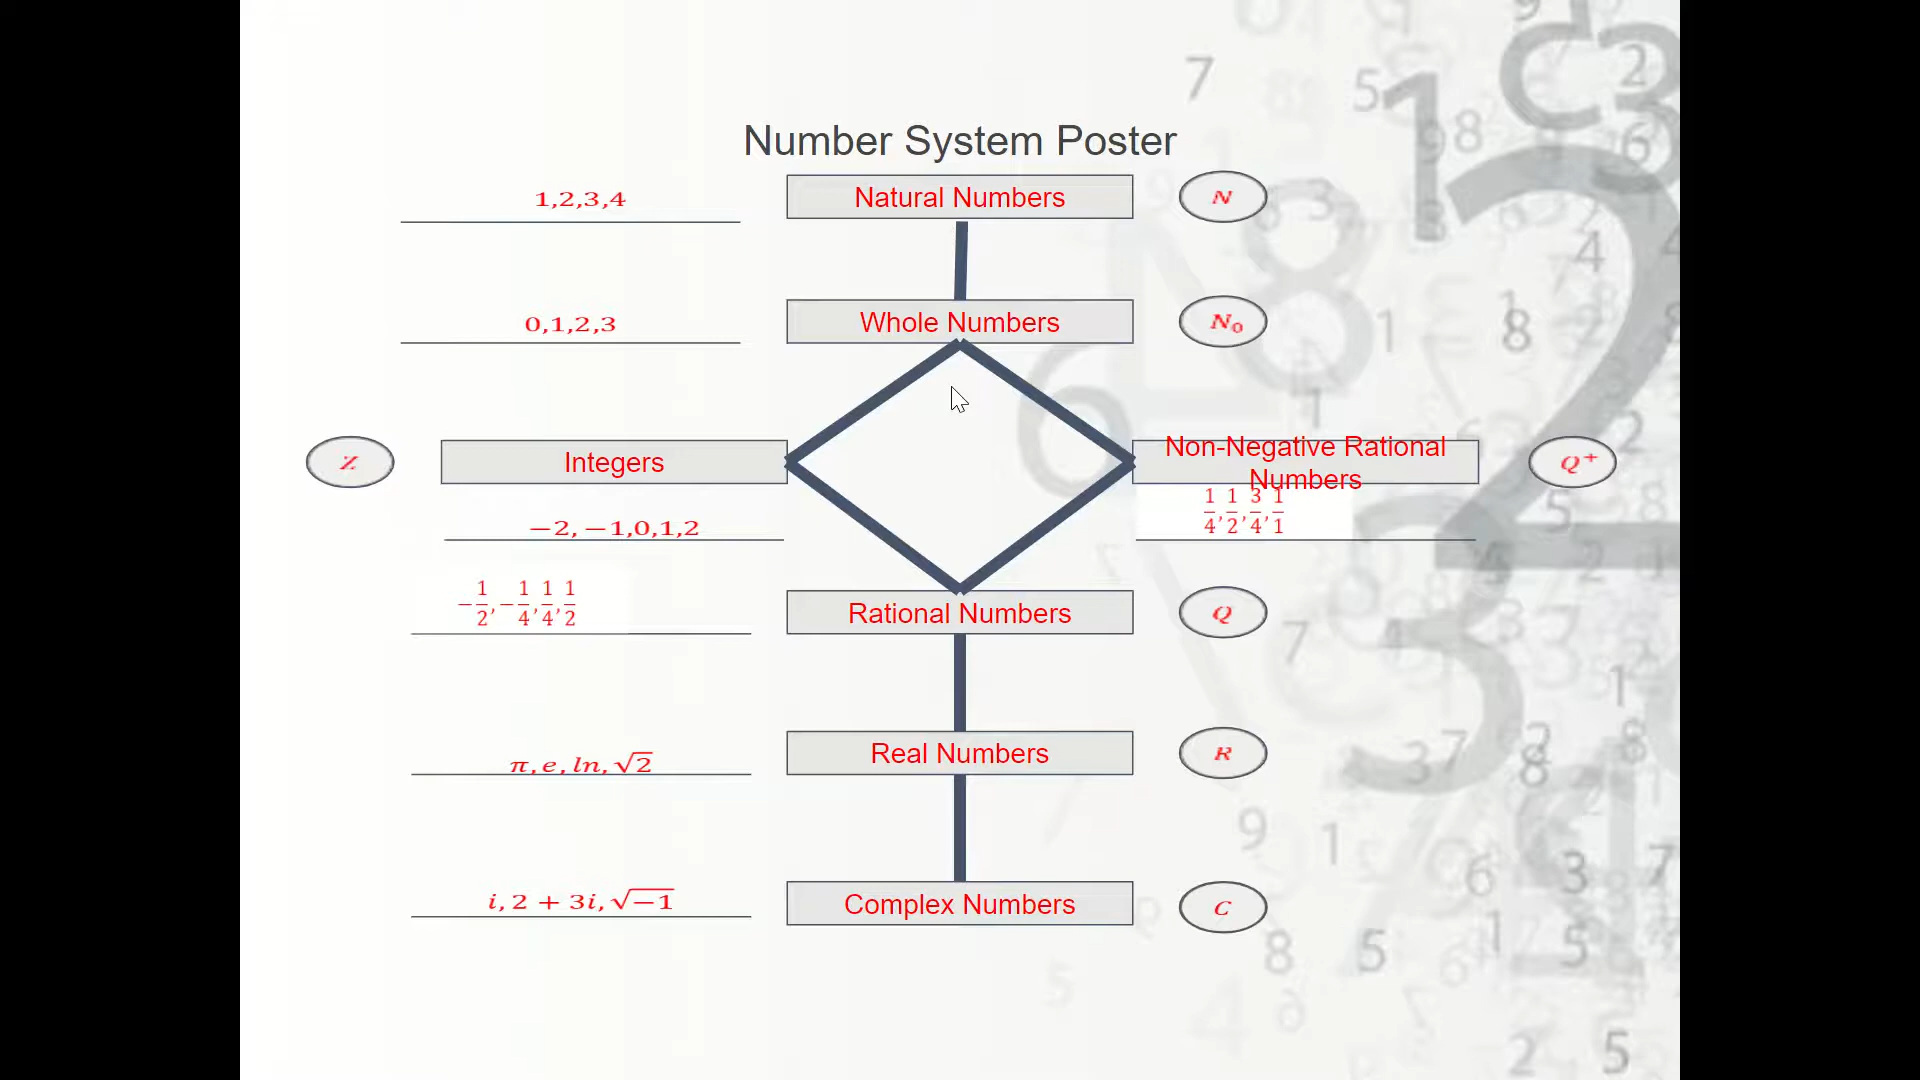 Number System Poster
1,2,3,4
Natural Numbers
N
0,1,2,3
Whole Numbers
N₀
Z
Integers
Non-Negative Rational
Numbers
Q⁺
−2, −1,0,1,2
1/4, 1/2, 3/4, 1/1
−1/2, −1/4, 1/4, 1/2
Rational Numbers
Q
π, e, ln, √2
Real Numbers
R
i, 2 + 3i, √−1
Complex Numbers
C